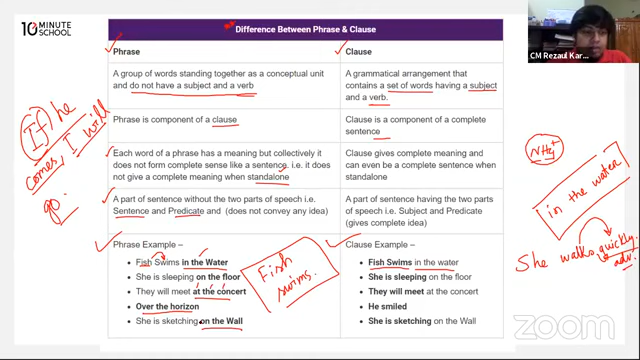 10 MINUTE
SCHOOL
Difference Between Phrase & Clause
Phrase
Clause
A group of words standing together as a conceptual unit
and do not have a subject and a verb
A grammatical arrangement that
contains a set of words having a subject
and a verb.
Phrase is component of a clause
Clause is a component of a complete
sentence
Each word of a phrase has a meaning but collectively it
does not form complete sense like a sentence i.e. it does
not give a complete meaning when standalone
Clause gives complete meaning and
can even be a complete sentence when
standalone
A part of sentence without the two parts of speech i.e.
Sentence and Predicate and (does not convey any idea)
A part of sentence having the two parts of
speech i.e. Subject and Predicate
(gives complete idea)
Phrase Example –
Fish Swims in the Water
She is sleeping on the floor
They will meet at the concert
Over the horizon
She is sketching on the Wall
Clause Example –
Fish Swims in the water
She is sleeping on the floor
They will meet at the concert
He smiled
She is sketching on the Wall
If he
comes, I will
go.
Fish
swims.
NH4+
in the water
She walks quickly
adv.
CM Rezaul Kar...
zoom